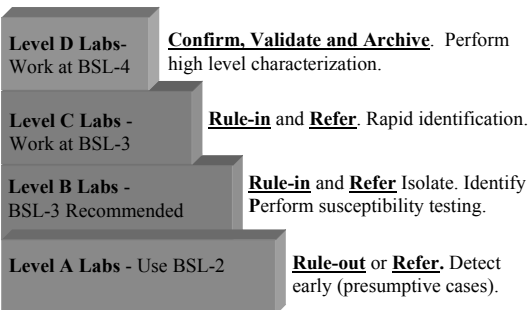 Level D Labs-
Work at BSL-4
Confirm, Validate and Archive. Perform
high level characterization.
Level C Labs -
Work at BSL-3
Rule-in and Refer. Rapid identification.
Level B Labs -
BSL-3 Recommended
Rule-in and Refer Isolate. Identify
Perform susceptibility testing.
Level A Labs - Use BSL-2
Rule-out or Refer. Detect
early (presumptive cases).